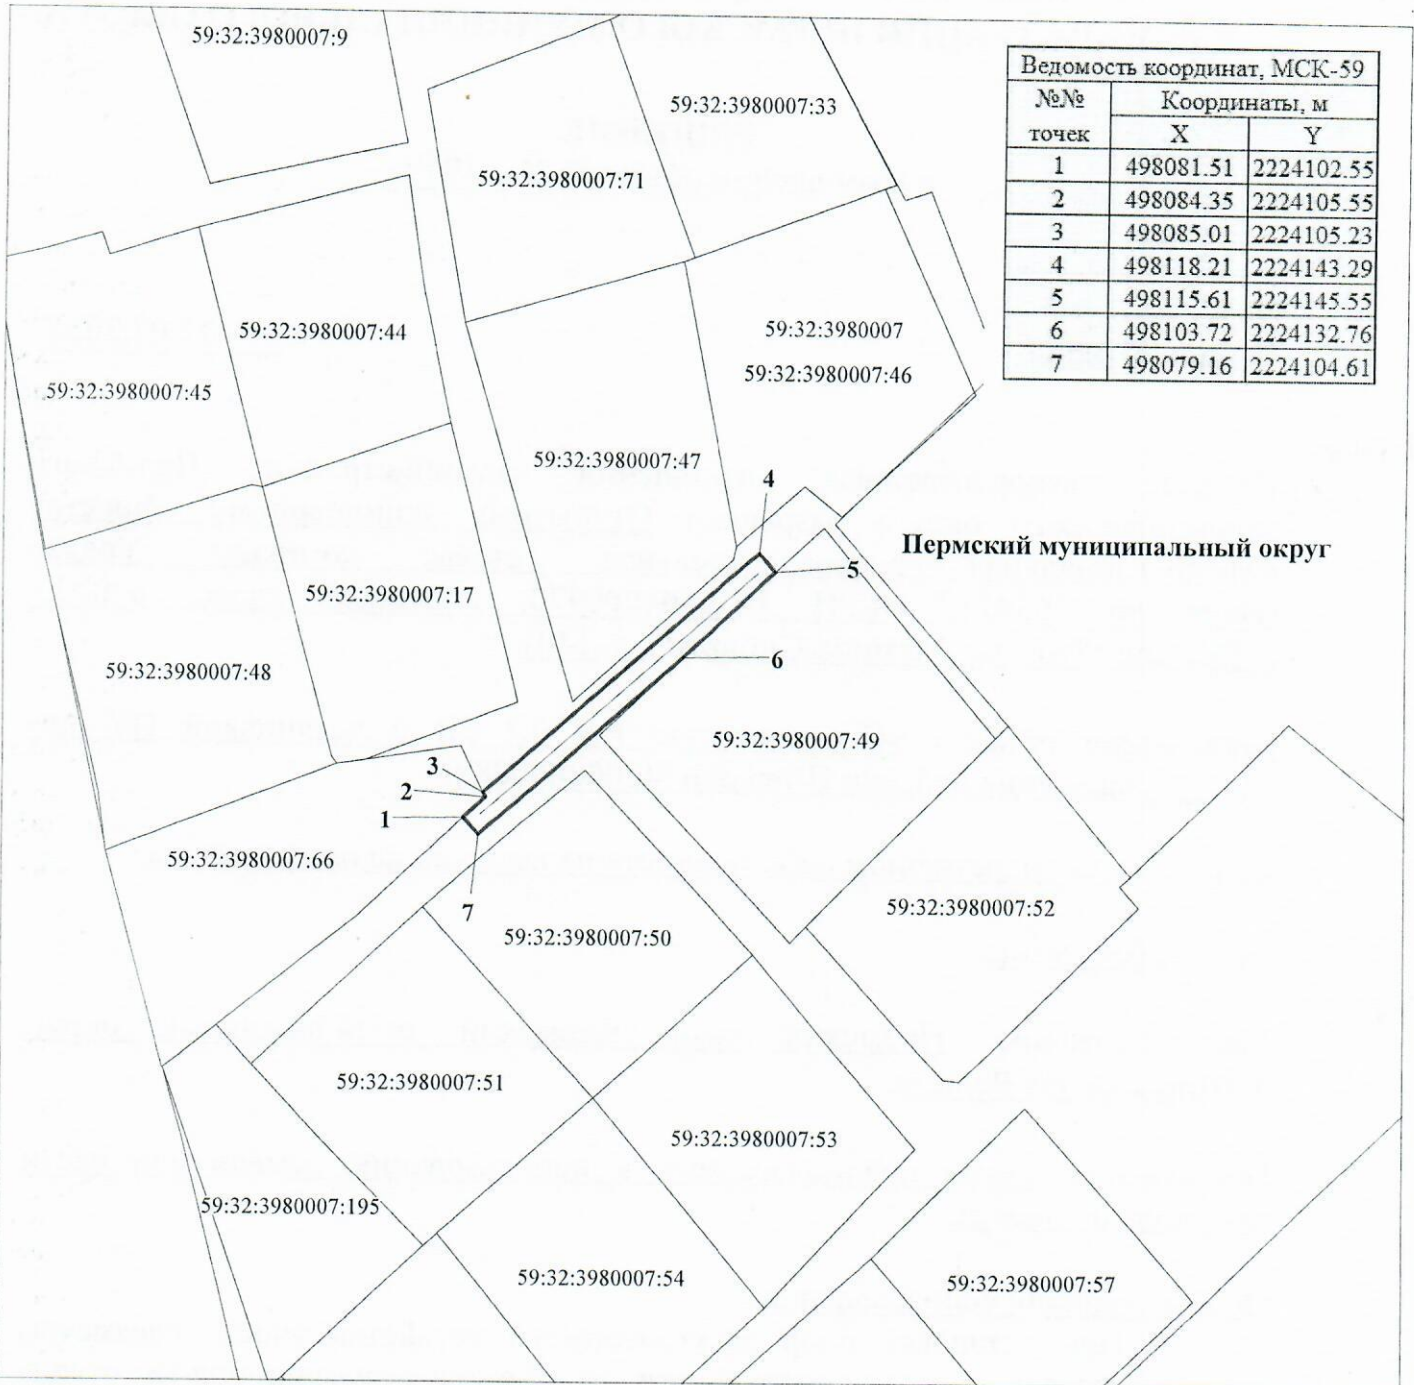 59:32:3980007:9
59:32:3980007:33
59:32:3980007:71
Ведомость координат, МСК-59
№№ точек Координаты, м
X Y
1 498081.51 2224102.55
2 498084.35 2224105.55
3 498085.01 2224105.23
4 498118.21 2224143.29
5 498115.61 2224145.55
6 498103.72 2224132.76
7 498079.16 2224104.61
59:32:3980007:44
59:32:3980007
59:32:3980007:46
59:32:3980007:45
59:32:3980007:47
4
Пермский муниципальный округ
5
59:32:3980007:17
6
59:32:3980007:48
59:32:3980007:49
3
2
1
59:32:3980007:66
7
59:32:3980007:52
59:32:3980007:50
59:32:3980007:51
59:32:3980007:53
59:32:3980007:195
59:32:3980007:54
59:32:3980007:57